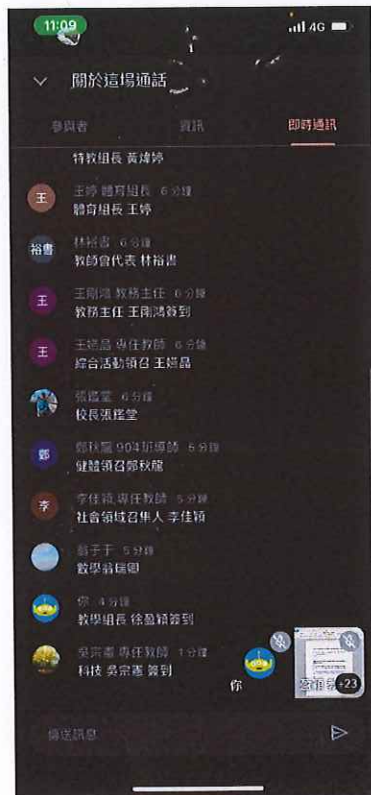 11:09
4G
關於這場通話
參與者
資訊
即時通訊
特教組長 黃煒婷
王
王婷 體育組長 6 分鐘
體育組長 王婷
裕書
林裕書 6 分鐘
教師會代表 林裕書
王
王剛鴻 教務主任 6 分鐘
教務主任 王剛鴻簽到
王
專任教師 6 分鐘
綜合活動領召
張鑑堂 6 分鐘
校長張鑑堂
鄭
鄭秋龍 904班導師 5 分鐘
健體領召鄭秋龍
李
李佳穎 專任教師 5 分鐘
社會領域召集人 李佳穎
翁子于 5 分鐘
數學翁瑞卿
你 4 分鐘
教學組長 徐盈穎簽到
吳宗憲 專任教師 1 分鐘
科技 吳宗憲 簽到
你
+23
傳送訊息